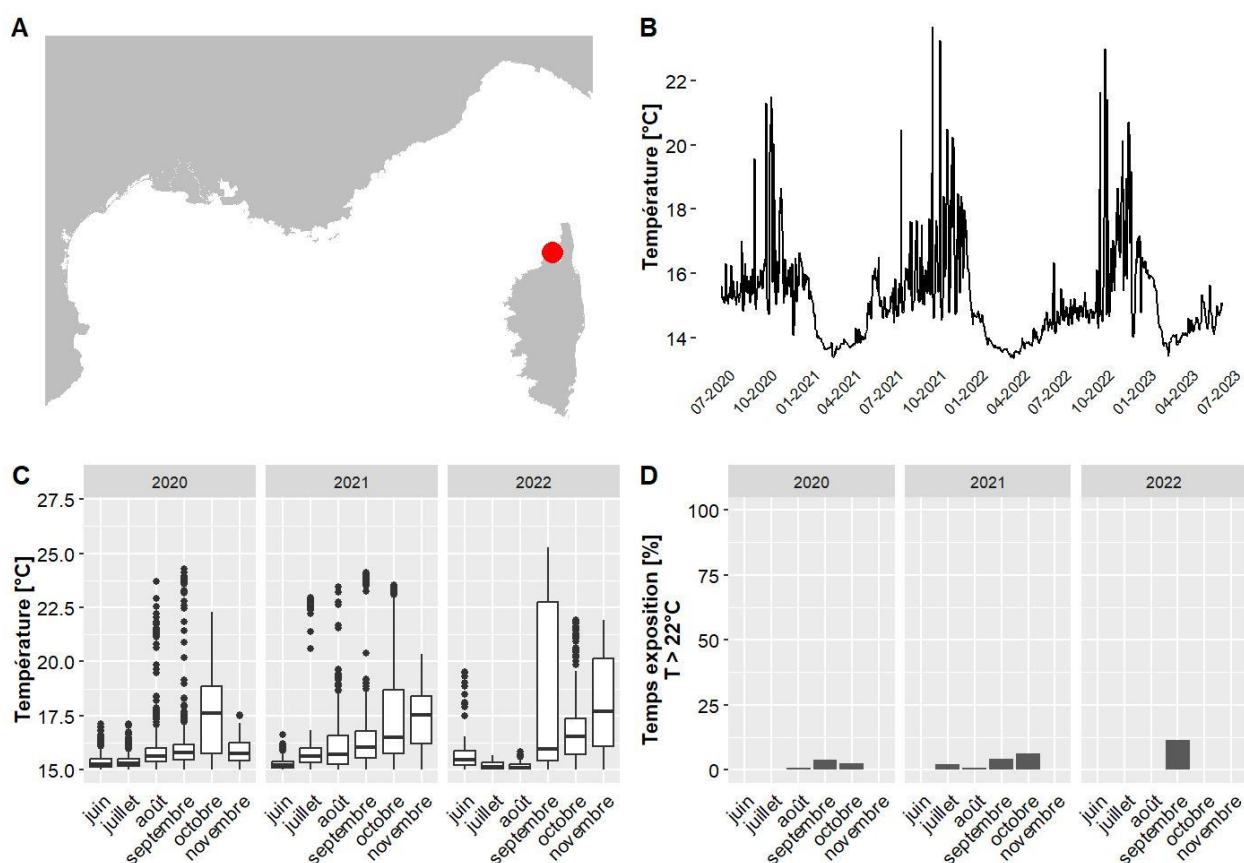 A
B
Température [°C]
22
20
18
16
14
07-2020
10-2020
01-2021
04-2021
07-2021
10-2021
01-2022
04-2022
07-2022
10-2022
01-2023
04-2023
07-2023
C
2020
2021
2022
Température [°C]
27.5
25.0
22.5
20.0
17.5
15.0
juin
juillet
août
septembre
octobre
novembre
juin
juillet
août
septembre
octobre
novembre
juin
juillet
août
septembre
octobre
novembre
D
2020
2021
2022
Temps exposition [%]
T > 22°C
100
75
50
25
0
juin
juillet
août
septembre
octobre
novembre
juin
juillet
août
septembre
octobre
novembre
juin
juillet
août
septembre
octobre
novembre